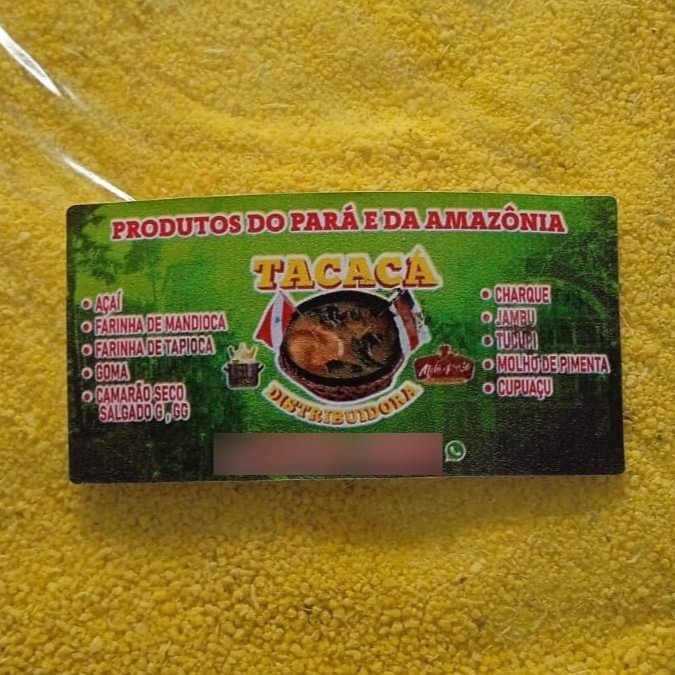 PRODUTOS DO PARÁ E DA AMAZÔNIA
TACACÁ
DISTRIBUIDORA
• AÇAÍ
• FARINHA DE MANDIOCA
• FARINHA DE TAPIOCA
• GOMA
• CAMARÃO SECO
SALGADO G, GG
• CHARQUE
• JAMBU
• TUCUPI
• MOLHO DE PIMENTA
• CUPUAÇU